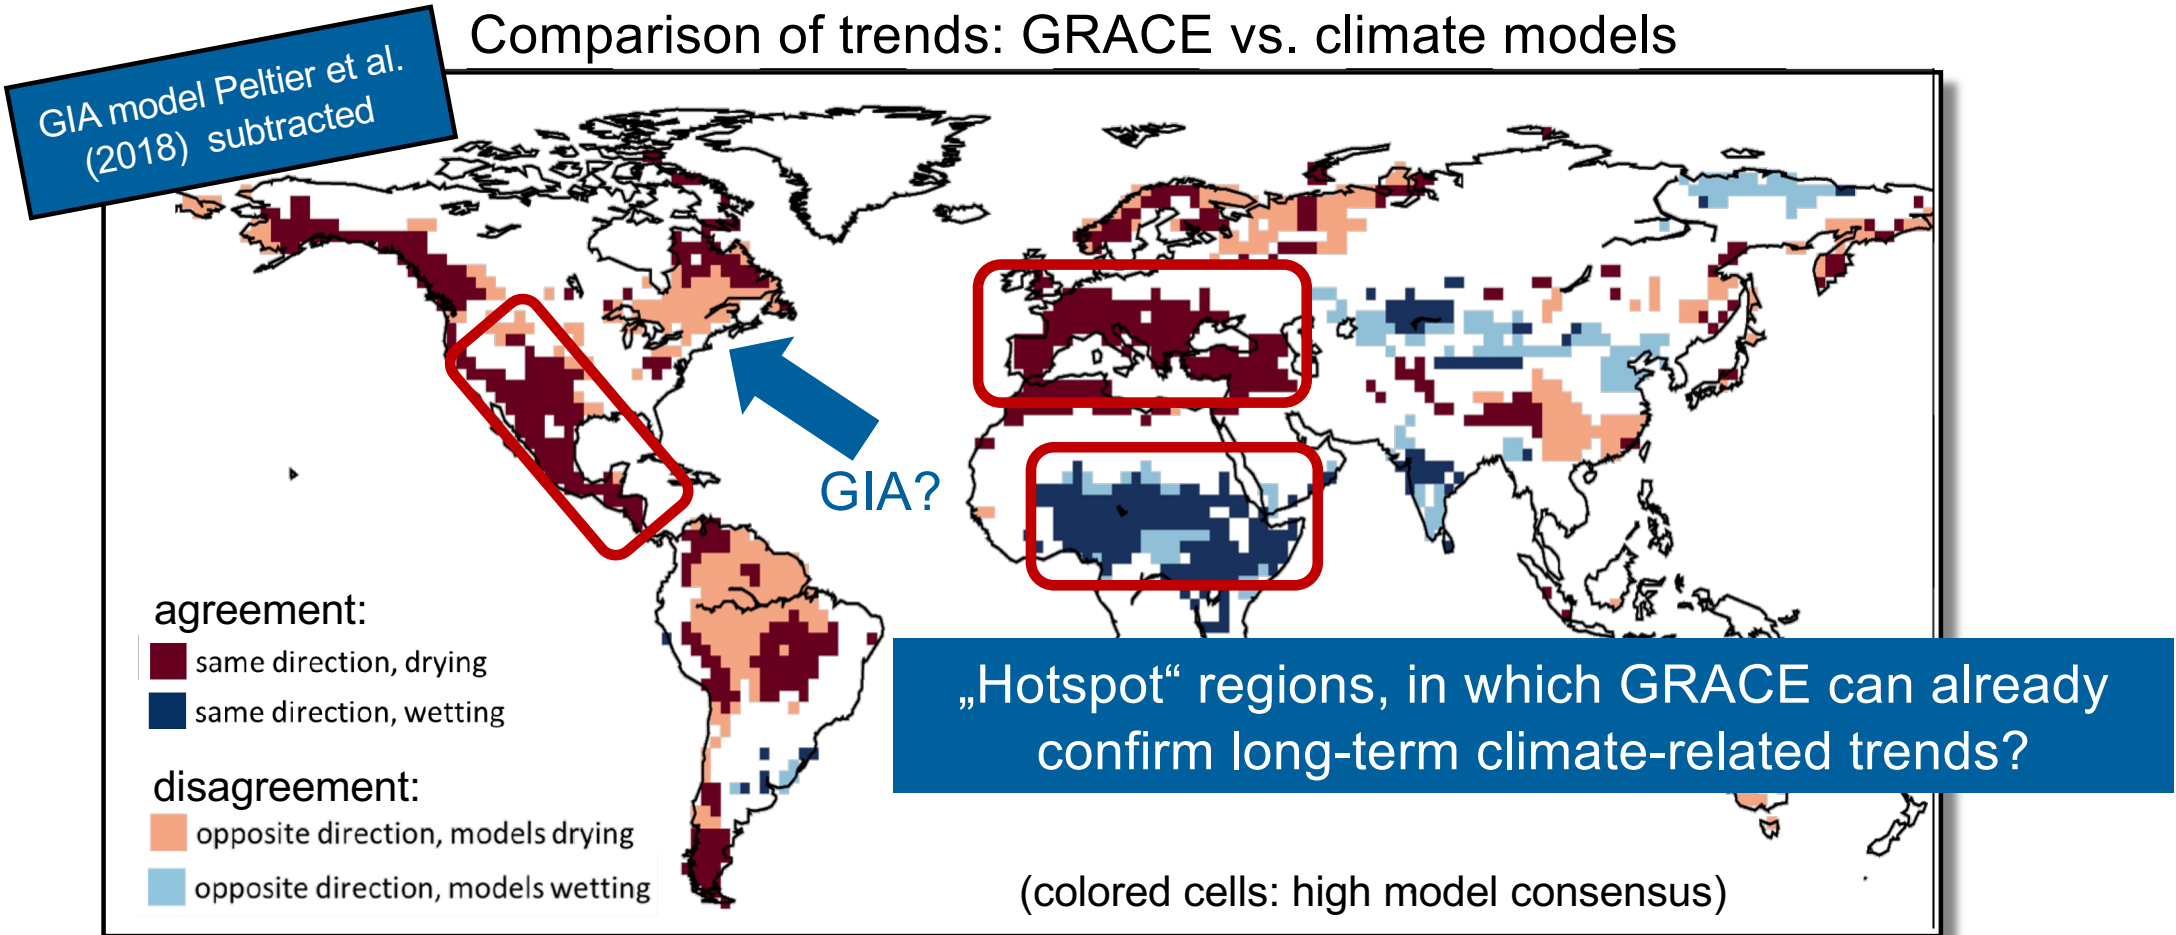 Comparison of trends: GRACE vs. climate models
GIA model Peltier et al.
(2018) subtracted
GIA?
agreement:
same direction, drying
same direction, wetting
disagreement:
opposite direction, models drying
opposite direction, models wetting
„Hotspot“ regions, in which GRACE can already
confirm long-term climate-related trends?
(colored cells: high model consensus)